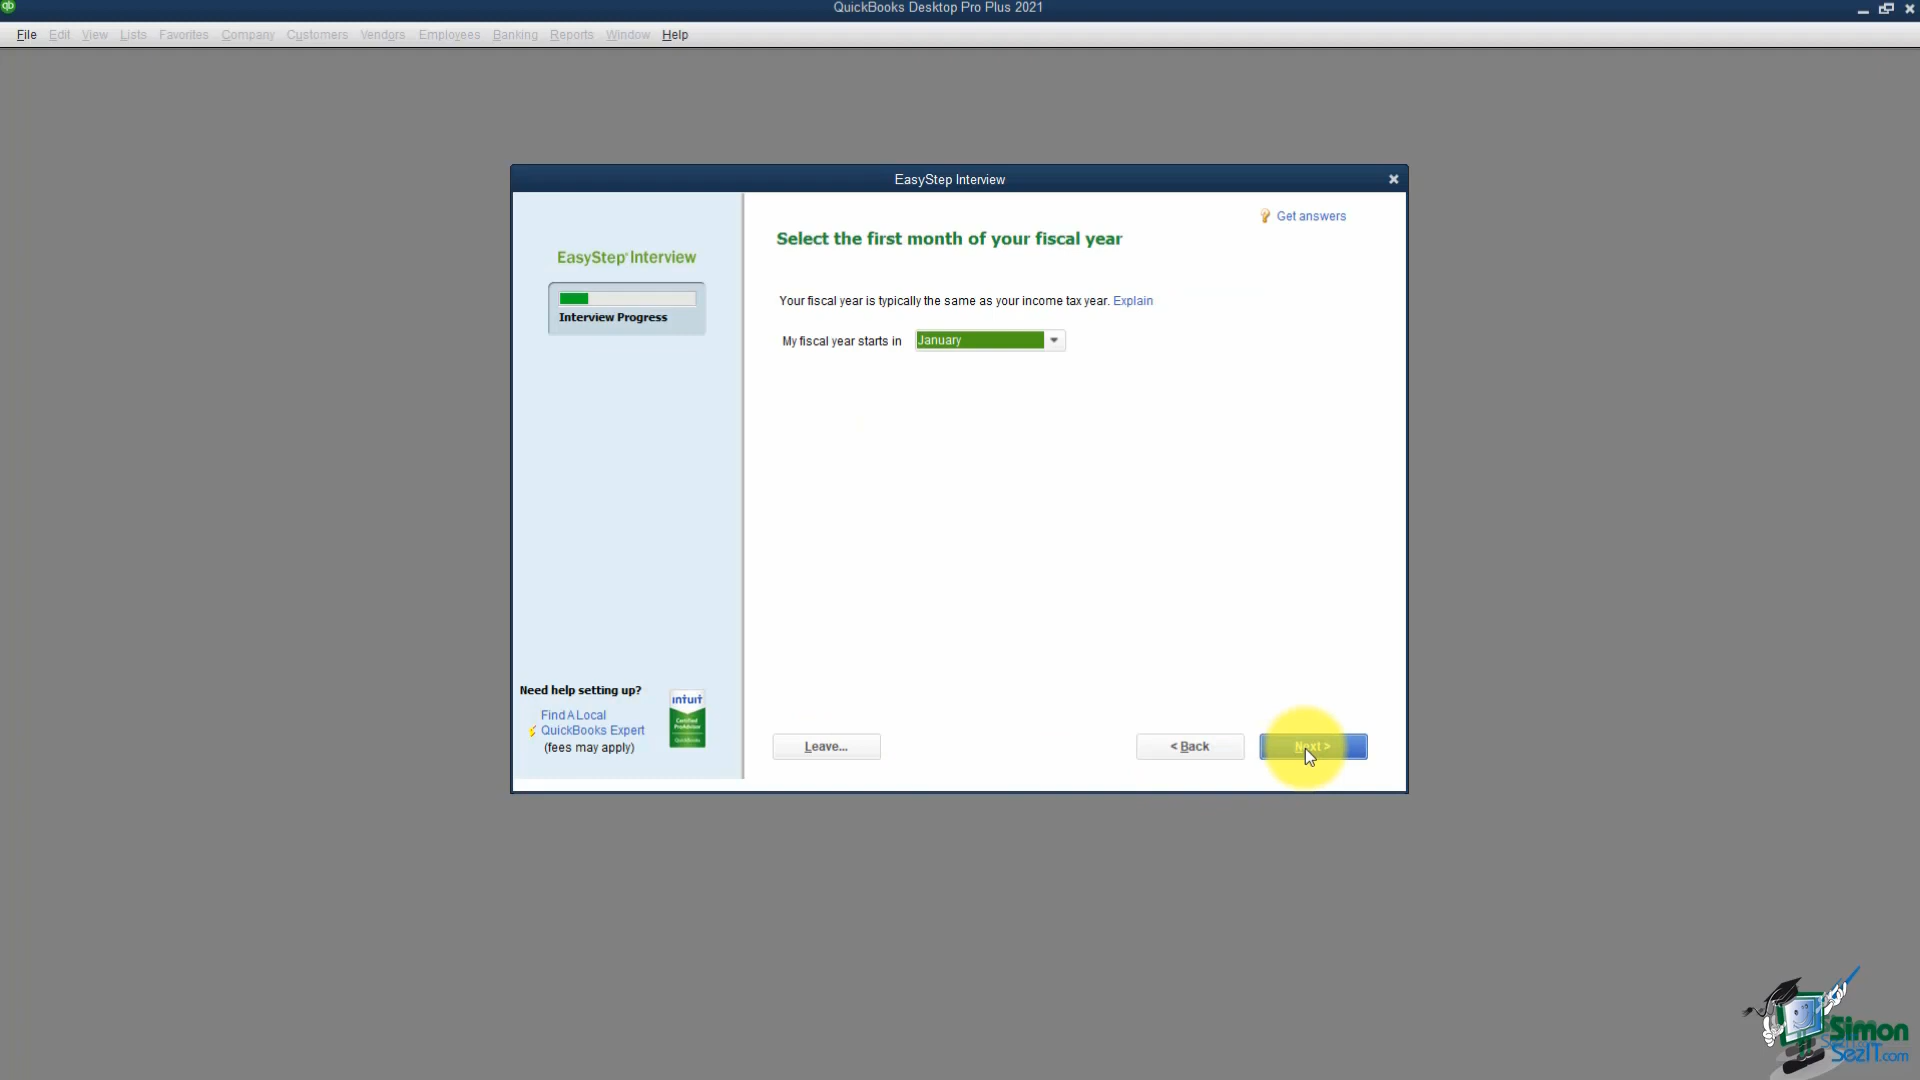 QuickBooks Desktop Pro Plus 2021
File Edit View Lists Favorites Company Customers Vendors Employees Banking Reports Window Help
EasyStep Interview
Get answers
Select the first month of your fiscal year
EasyStep® Interview
Interview Progress
Your fiscal year is typically the same as your income tax year. Explain
My fiscal year starts in January
Need help setting up?
Find A Local
QuickBooks Expert
(fees may apply)
intuit
Certified
ProAdvisor
QuickBooks
Leave...
< Back
Next >
Simon
SezIT.com